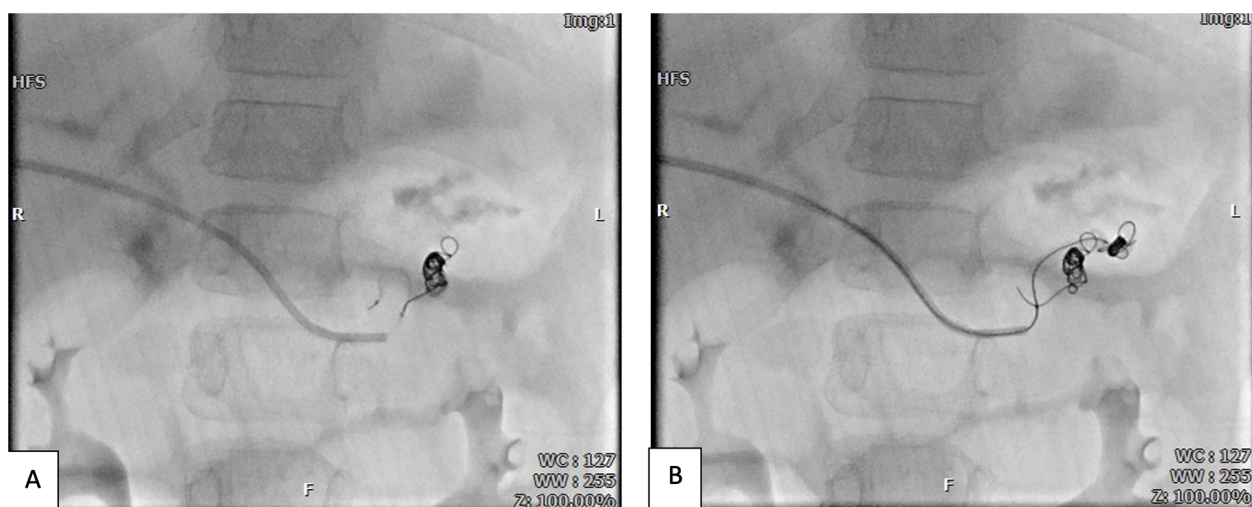 Img:1
HFS
R
L
WC : 127
WW : 255
Z: 100.00%
F
A
Img:1
HFS
R
L
WC : 127
WW : 255
Z: 100.00%
F
B